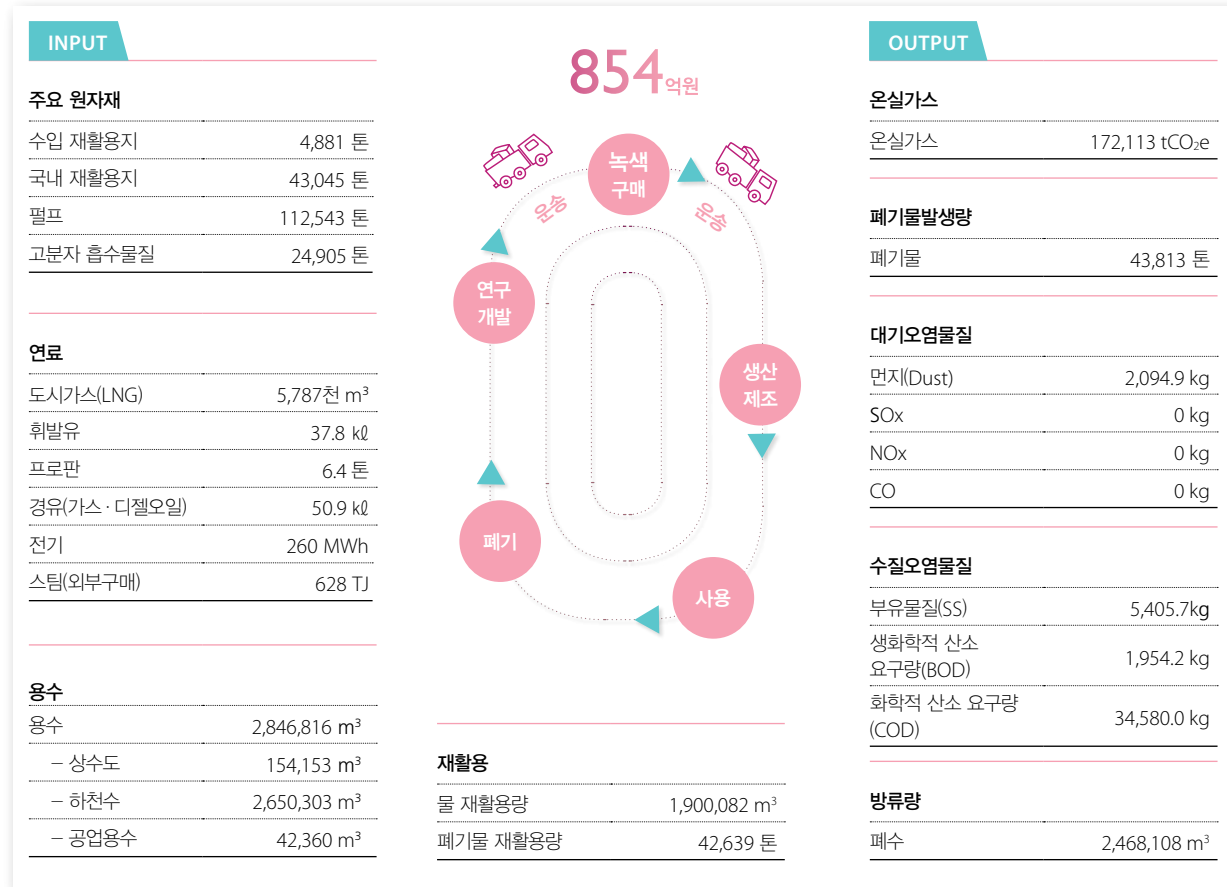 INPUT
주요 원자재
수입 재활용지 4,881 톤
국내 재활용지 43,045 톤
펄프 112,543 톤
고분자 흡수물질 24,905 톤
연료
도시가스(LNG) 5,787천 m³
휘발유 37.8 ㎘
프로판 6.4 톤
경유(가스 · 디젤오일) 50.9 ㎘
전기 260 MWh
스팀(외부구매) 628 TJ
용수
용수 2,846,816 m³
– 상수도 154,153 m³
– 하천수 2,650,303 m³
– 공업용수 42,360 m³
854억원
녹색
구매
운송
운송
연구
개발
생산
제조
폐기
사용
재활용
물 재활용량 1,900,082 m³
폐기물 재활용량 42,639 톤
OUTPUT
온실가스
온실가스 172,113 tCO₂e
폐기물발생량
폐기물 43,813 톤
대기오염물질
먼지(Dust) 2,094.9 kg
SOx 0 kg
NOx 0 kg
CO 0 kg
수질오염물질
부유물질(SS) 5,405.7kg
생화학적 산소
요구량(BOD) 1,954.2 kg
화학적 산소 요구량
(COD) 34,580.0 kg
방류량
폐수 2,468,108 m³